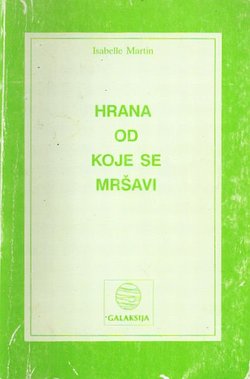 Isabelle Martin
HRANA
OD
KOJE SE
MRŠAVI
GALAKSIJA